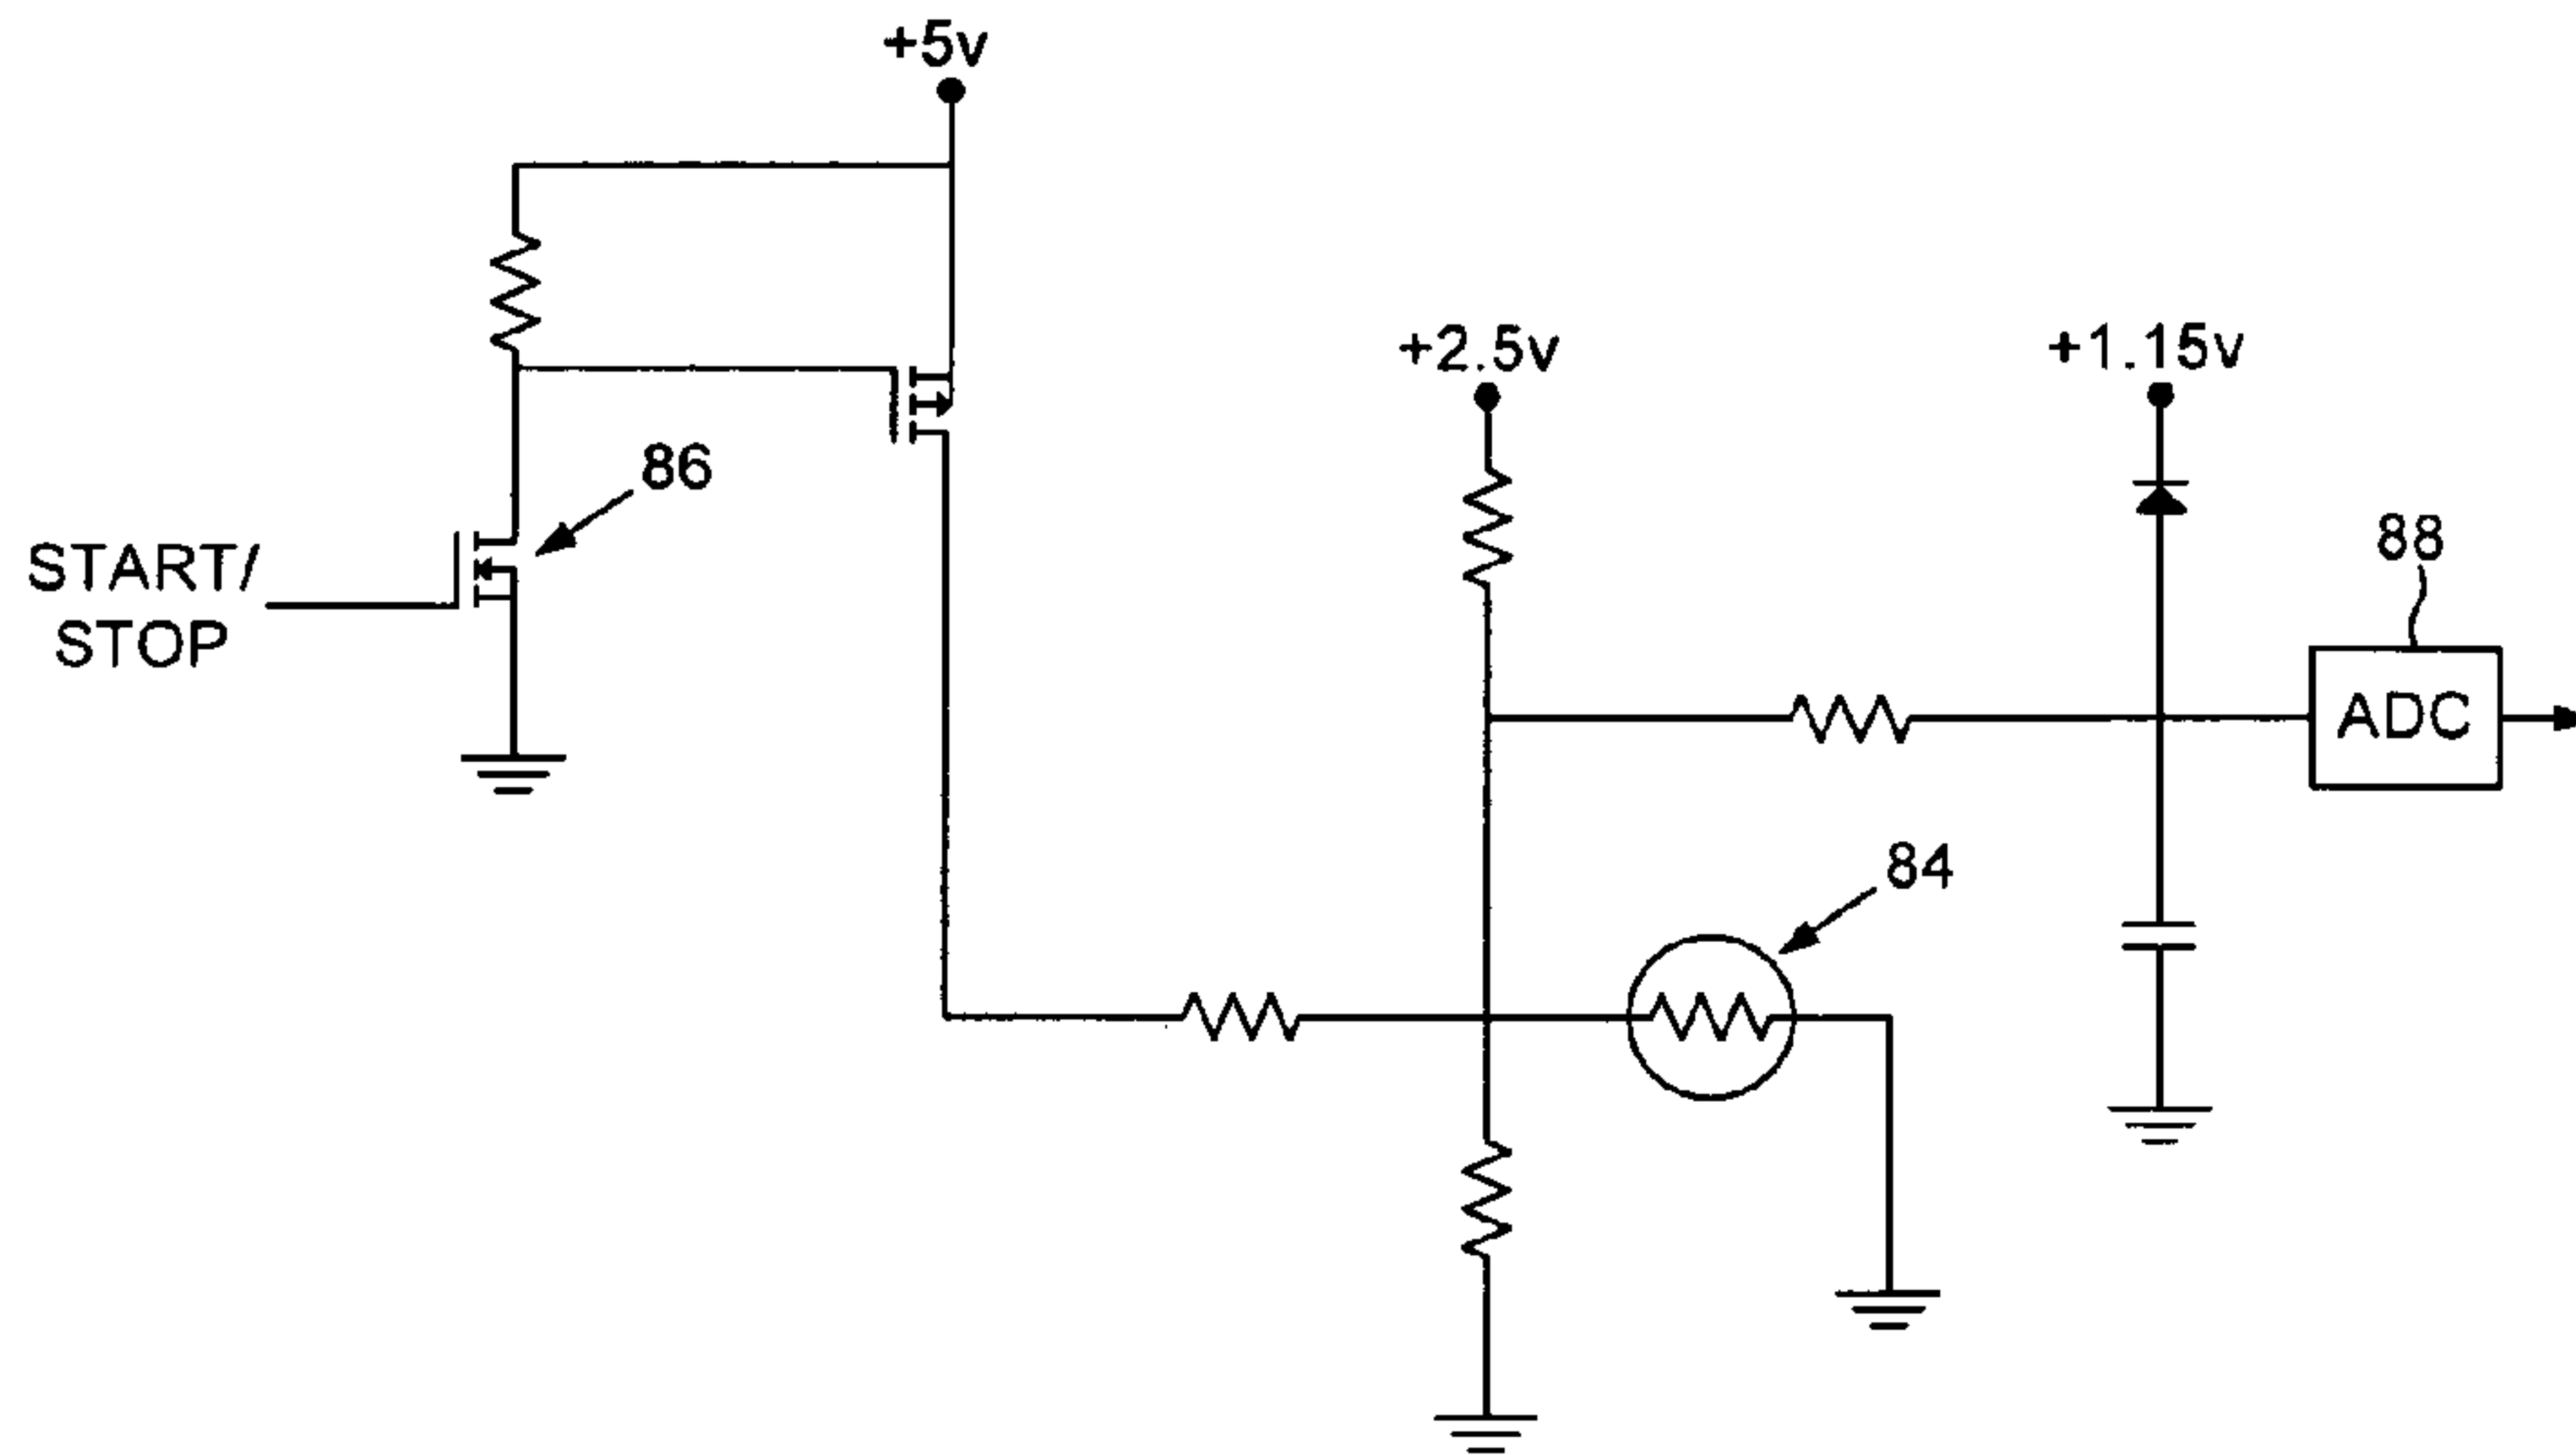 +5v
+2.5v
+1.15v
86
88
START/
STOP
ADC
84